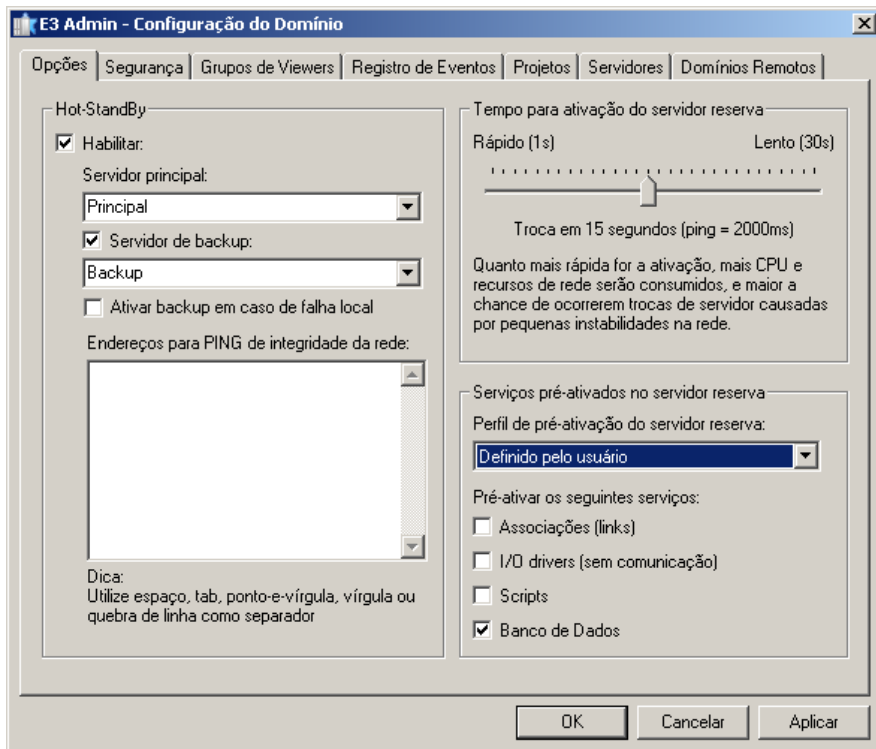 E3 Admin - Configuração do Domínio
Opções
Segurança
Grupos de Viewers
Registro de Eventos
Projetos
Servidores
Domínios Remotos
Hot-StandBy
Habilitar:
Servidor principal:
Principal
Servidor de backup:
Backup
Ativar backup em caso de falha local
Endereços para PING de integridade da rede:
Dica:
Utilize espaço, tab, ponto-e-vírgula, vírgula ou
quebra de linha como separador
Tempo para ativação do servidor reserva
Rápido (1s)
Lento (30s)
Troca em 15 segundos (ping = 2000ms)
Quanto mais rápida for a ativação, mais CPU e
recursos de rede serão consumidos, e maior a
chance de ocorrerem trocas de servidor causadas
por pequenas instabilidades na rede.
Serviços pré-ativados no servidor reserva
Perfil de pré-ativação do servidor reserva:
Definido pelo usuário
Pré-ativar os seguintes serviços:
Associações (links)
I/O drivers (sem comunicação)
Scripts
Banco de Dados
OK
Cancelar
Aplicar